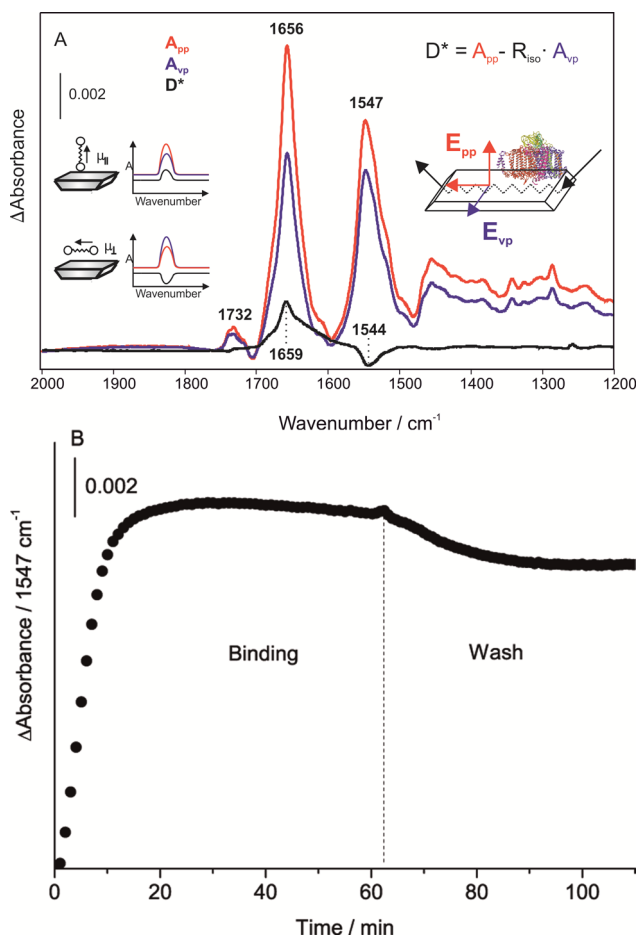 A
A_pp
A_vp
D*
0.002
1656
1547
D* = A_pp - R_iso · A_vp
E_pp
E_vp
μ_||
A
Wavenumber
μ_⊥
A
Wavenumber
1732
1659
1544
ΔAbsorbance
2000 1900 1800 1700 1600 1500 1400 1300 1200
Wavenumber / cm⁻¹
B
0.002
ΔAbsorbance / 1547 cm⁻¹
Binding
Wash
0 20 40 60 80 100
Time / min